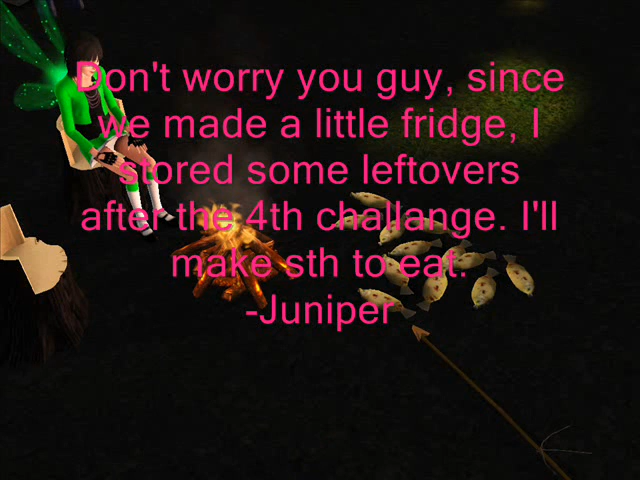 Don't worry you guy, since
we made a little fridge, I
stored some leftovers
after the 4th challange. I'll
make sth to eat.
-Juniper